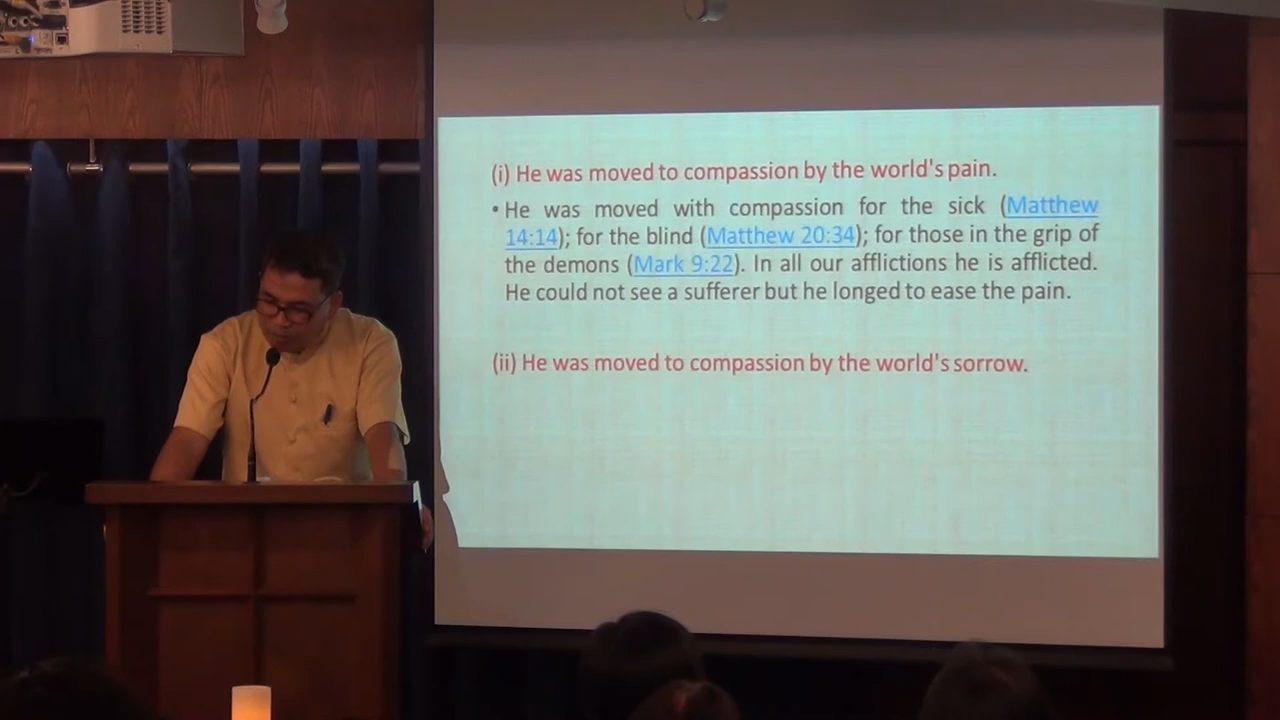 (i) He was moved to compassion by the world's pain.
• He was moved with compassion for the sick (Matthew
14:14); for the blind (Matthew 20:34); for those in the grip of
the demons (Mark 9:22). In all our afflictions he is afflicted.
He could not see a sufferer but he longed to ease the pain.
(ii) He was moved to compassion by the world's sorrow.